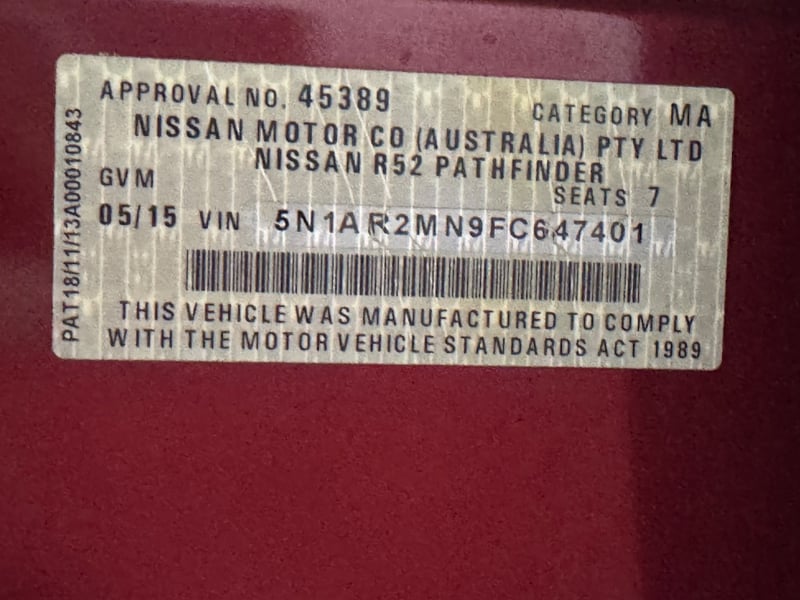 APPROVAL NO. 45389 CATEGORY MA
NISSAN MOTOR CO (AUSTRALIA) PTY LTD
NISSAN R52 PATHFINDER
GVM SEATS 7
05/15 VIN 5N1AR2MN9FC647401
THIS VEHICLE WAS MANUFACTURED TO COMPLY
WITH THE MOTOR VEHICLE STANDARDS ACT 1989
PAT18/11/13A00010843